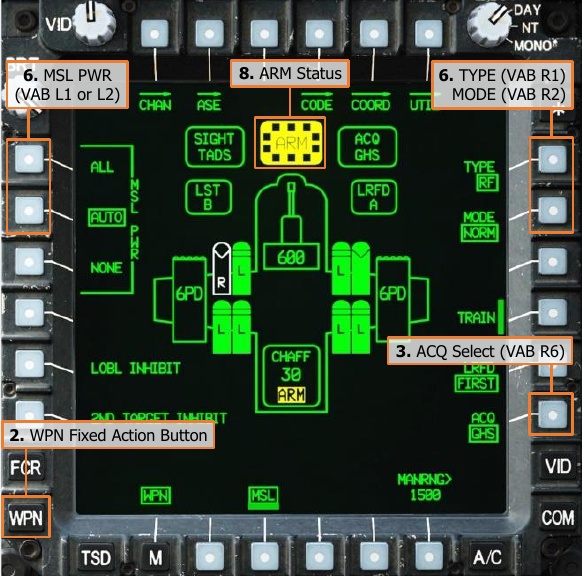 VID
DAY
NT
MONO
BRT
6. MSL PWR
(VAB L1 or L2)
8. ARM Status
6. TYPE (VAB R1)
MODE (VAB R2)
CHAN
ASE
CODE
COORD
UTIL
SIGHT
TADS
ARM
ACQ
GHS
ALL
MSL PWR
TYPE
RF
LST
B
LRFD
A
AUTO
MODE
NORM
600
L
L
L
R
NONE
6PD
6PD
L
L
L
L
TRAIN
3. ACQ Select (VAB R6)
CHAFF
30
ARM
LOBL INHIBIT
LRFD
FIRST
2ND TARGET INHIBIT
ACQ
GHS
2. WPN Fixed Action Button
FCR
VID
MANRNG>
1500
WPN
MSL
WPN
COM
TSD
M
A/C